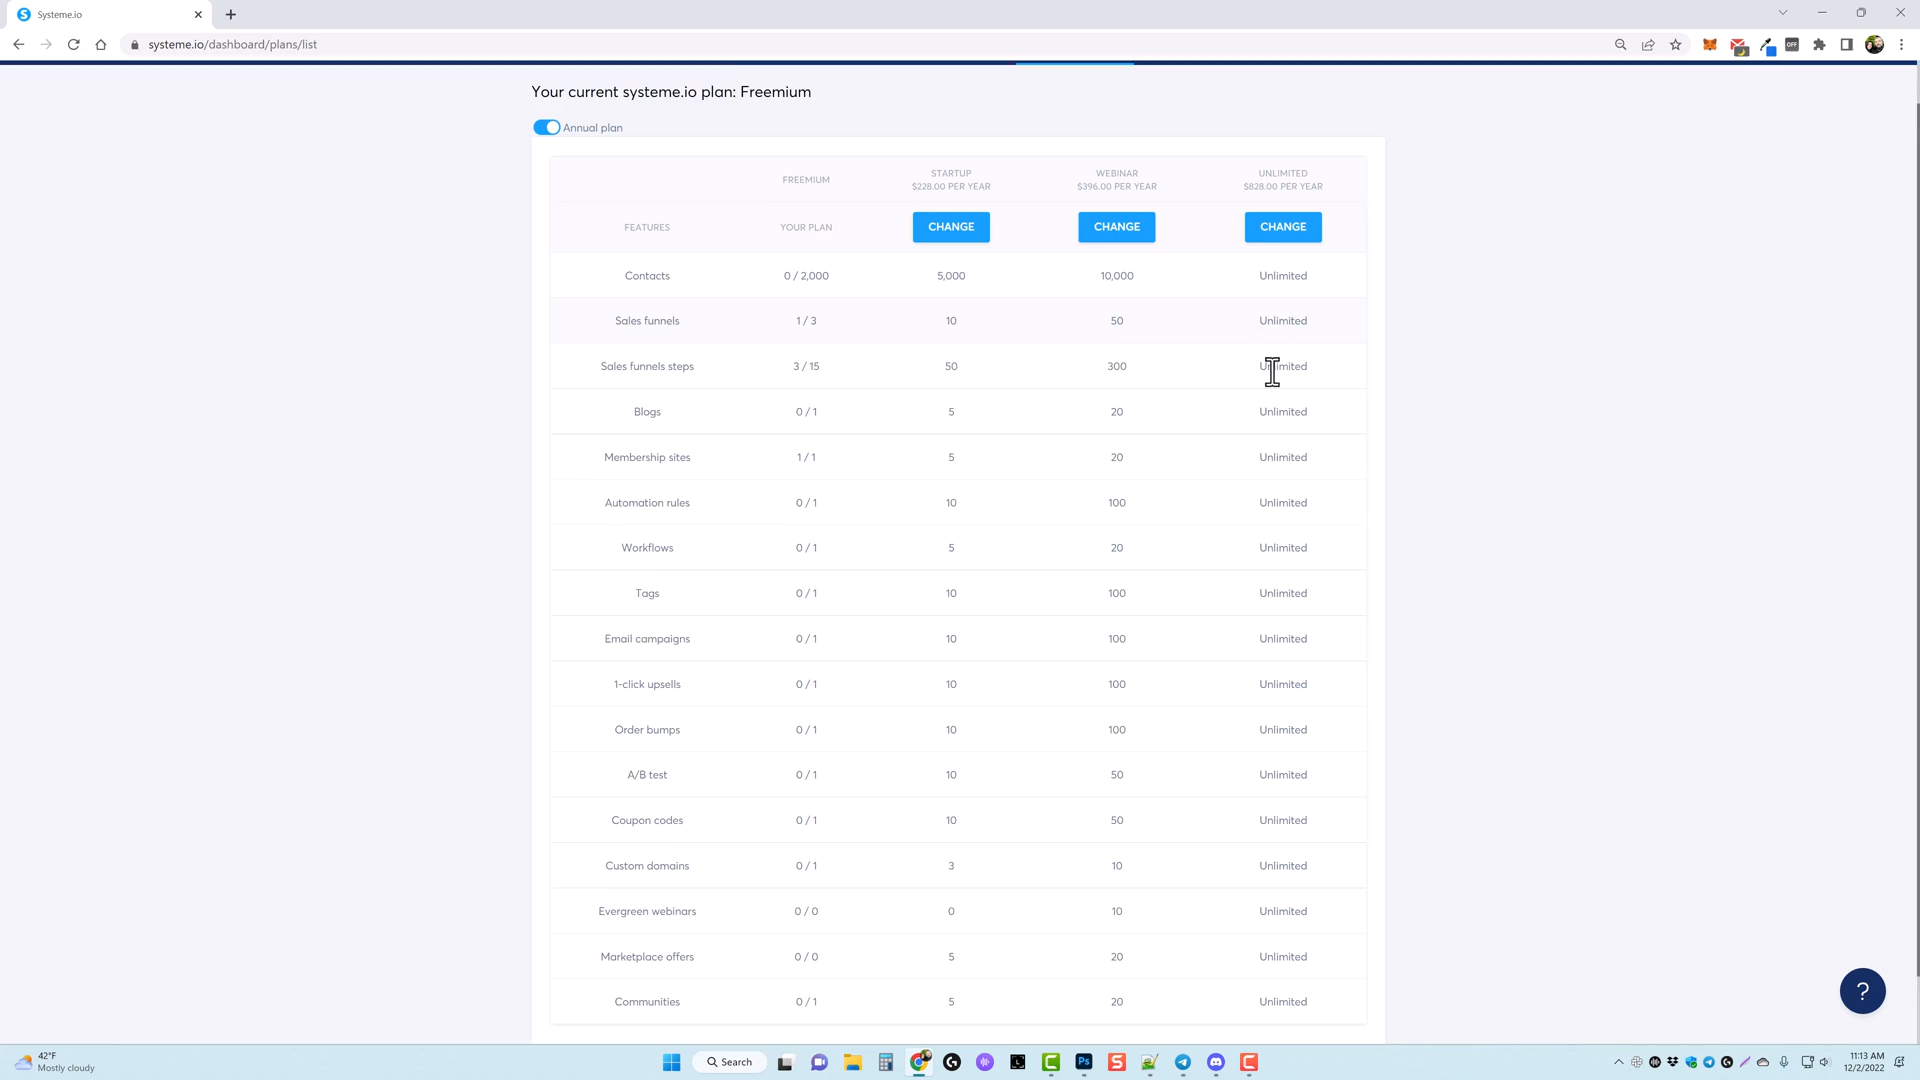 Systeme.io
systeme.io/dashboard/plans/list
OFF
Your current systeme.io plan: Freemium
Annual plan
FREEMIUM
STARTUP
$228.00 PER YEAR
WEBINAR
$396.00 PER YEAR
UNLIMITED
$828.00 PER YEAR
FEATURES YOUR PLAN CHANGE CHANGE CHANGE
Contacts 0 / 2,000 5,000 10,000 Unlimited
Sales funnels 1 / 3 10 50 Unlimited
Sales funnels steps 3 / 15 50 300 Unlimited
Blogs 0 / 1 5 20 Unlimited
Membership sites 1 / 1 5 20 Unlimited
Automation rules 0 / 1 10 100 Unlimited
Workflows 0 / 1 5 20 Unlimited
Tags 0 / 1 10 100 Unlimited
Email campaigns 0 / 1 10 100 Unlimited
1-click upsells 0 / 1 10 100 Unlimited
Order bumps 0 / 1 10 100 Unlimited
A/B test 0 / 1 10 50 Unlimited
Coupon codes 0 / 1 10 50 Unlimited
Custom domains 0 / 1 3 10 Unlimited
Evergreen webinars 0 / 0 0 10 Unlimited
Marketplace offers 0 / 0 5 20 Unlimited
Communities 0 / 1 5 20 Unlimited
?
42°F
Mostly cloudy
Search
Ps
11:13 AM
12/2/2022